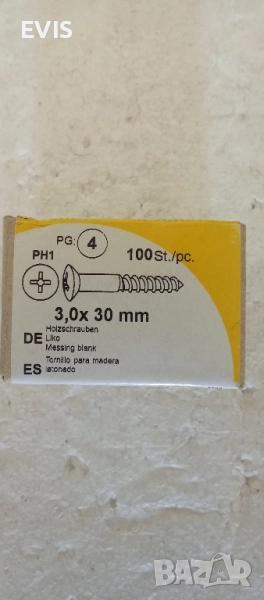 EVIS
PG: 4
PH1
100 St./pc.
3,0x 30 mm
DE Holzschrauben
Liko
Messing blank
ES Tornillo para madera
latonado
BAZAR